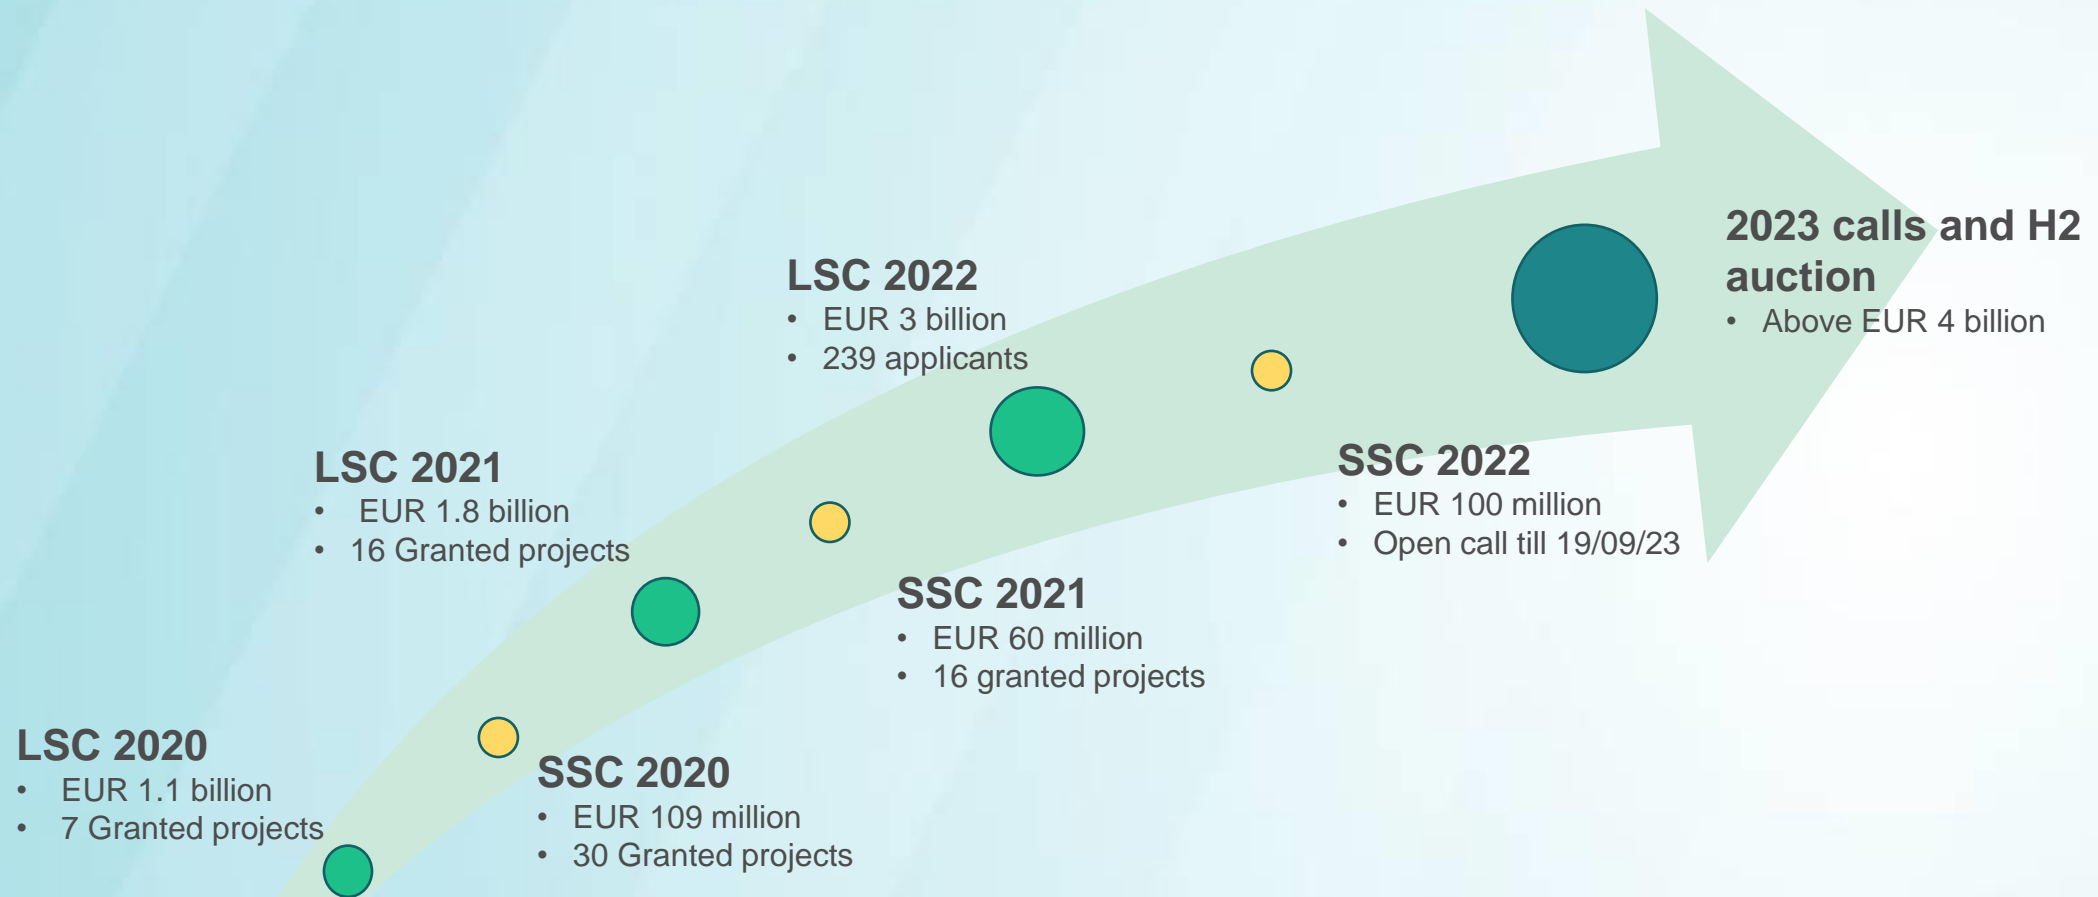 LSC 2020
• EUR 1.1 billion
• 7 Granted projects
SSC 2020
• EUR 109 million
• 30 Granted projects
LSC 2021
• EUR 1.8 billion
• 16 Granted projects
SSC 2021
• EUR 60 million
• 16 granted projects
LSC 2022
• EUR 3 billion
• 239 applicants
SSC 2022
• EUR 100 million
• Open call till 19/09/23
2023 calls and H2
auction
• Above EUR 4 billion